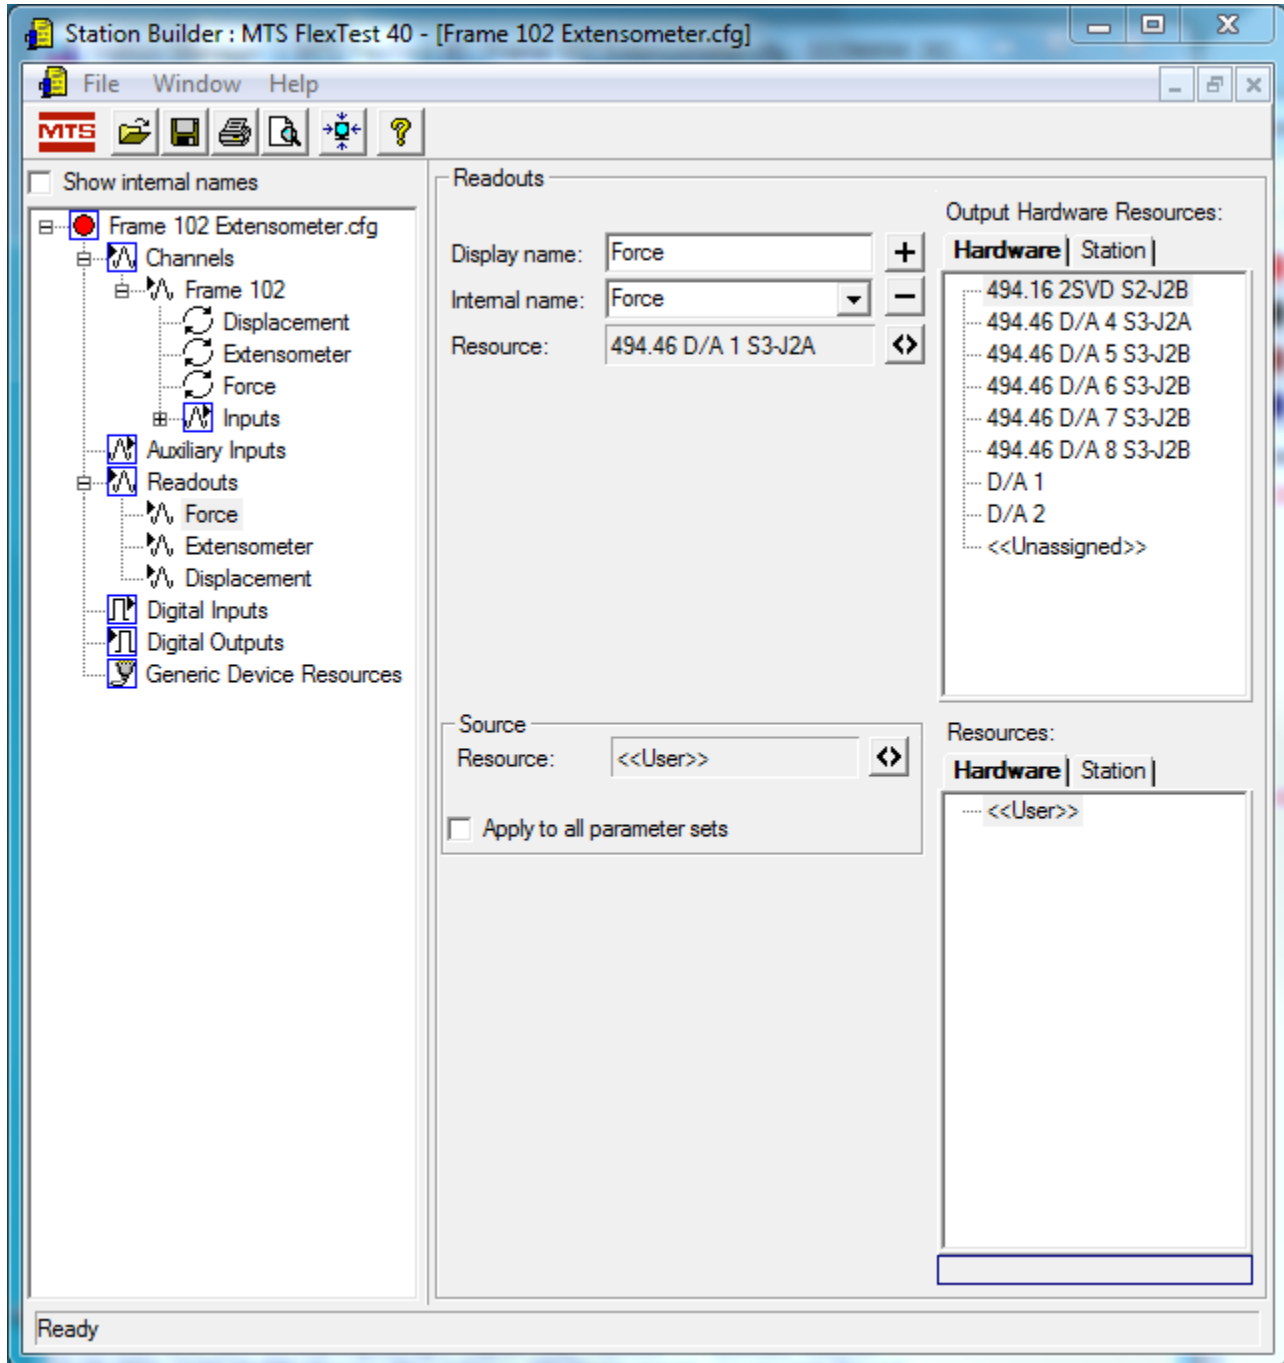 Station Builder : MTS FlexTest 40 - [Frame 102 Extensometer.cfg]
File Window Help
MTS
Show internal names
Frame 102 Extensometer.cfg
Channels
Frame 102
Displacement
Extensometer
Force
Inputs
Auxiliary Inputs
Readouts
Force
Extensometer
Displacement
Digital Inputs
Digital Outputs
Generic Device Resources
Readouts
Display name: Force
Internal name: Force
Resource: 494.46 D/A 1 S3-J2A
Output Hardware Resources:
Hardware Station
494.16 2SVD S2-J2B
494.46 D/A 4 S3-J2A
494.46 D/A 5 S3-J2B
494.46 D/A 6 S3-J2B
494.46 D/A 7 S3-J2B
494.46 D/A 8 S3-J2B
D/A 1
D/A 2
<<Unassigned>>
Source
Resource: <<User>>
Apply to all parameter sets
Resources:
Hardware Station
<<User>>
Ready